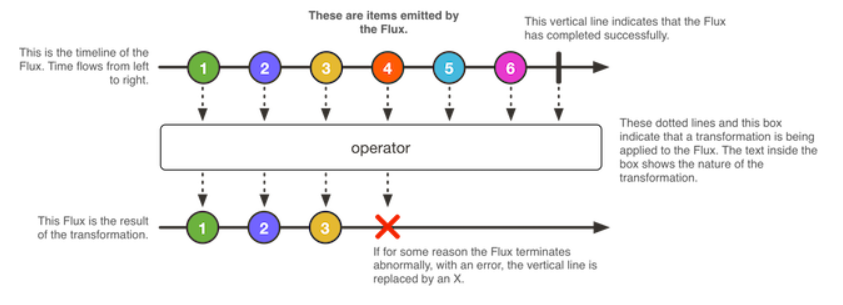 These are items emitted by
the Flux.
This vertical line indicates that the Flux
has completed successfully.
This is the timeline of the
Flux. Time flows from left
to right.
1 2 3 4 5 6
These dotted lines and this box
indicate that a transformation is being
applied to the Flux. The text inside the
box shows the nature of the
transformation.
operator
This Flux is the result
of the transformation.
1 2 3
If for some reason the Flux terminates
abnormally, with an error, the vertical line is
replaced by an X.